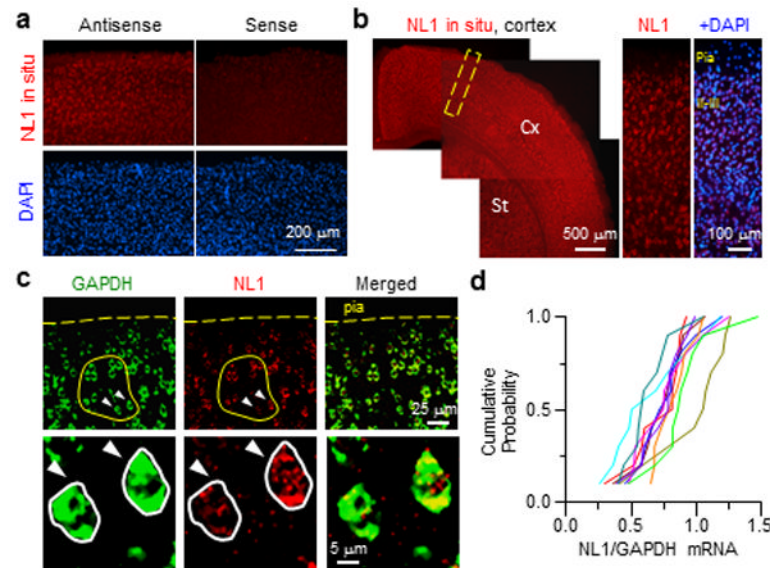 a
Antisense
Sense
NL1 in situ
DAPI
200 µm
b
NL1 in situ, cortex
NL1
+DAPI
Cx
St
500 µm
Pia
II-III
100 µm
c
GAPDH
NL1
Merged
pia
25 µm
5 µm
d
Cumulative
Probability
1.0
0.5
0.0
0.0 0.5 1.0 1.5
NL1/GAPDH mRNA